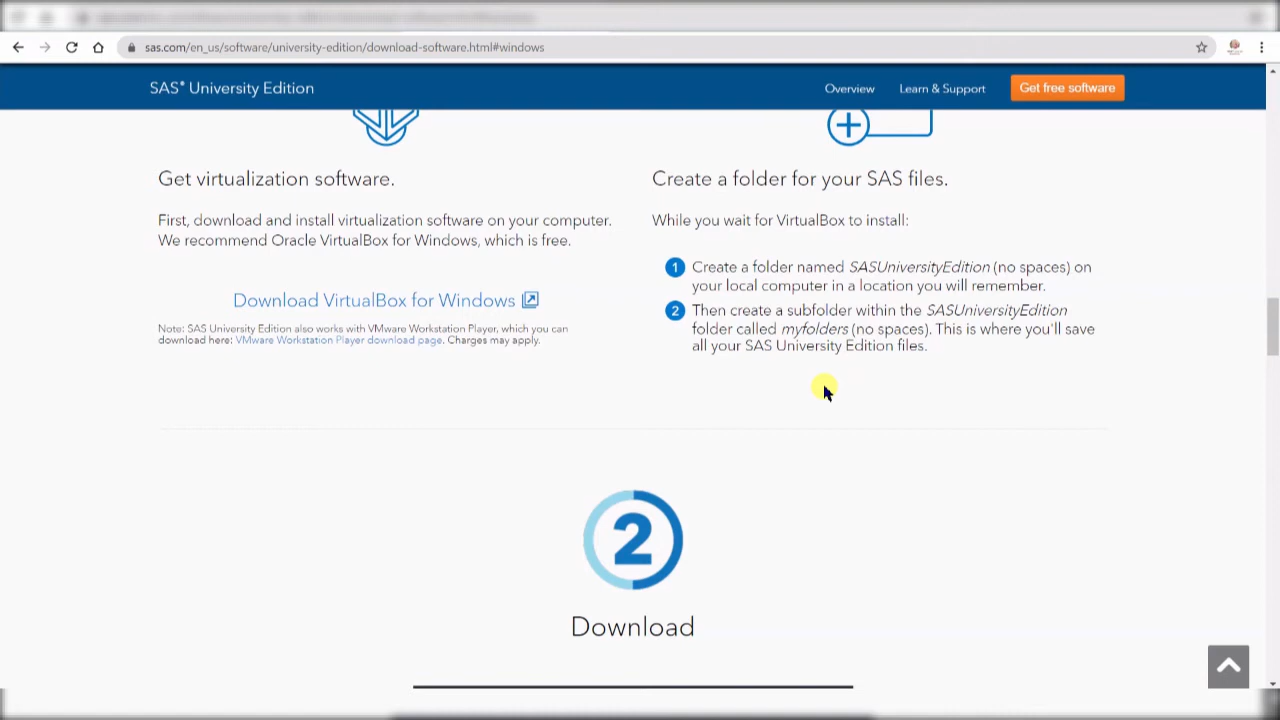 sas.com/en_us/software/university-edition/download-software.html#windows
SAS® University Edition
Overview
Learn & Support
Get free software
Get virtualization software.
First, download and install virtualization software on your computer.
We recommend Oracle VirtualBox for Windows, which is free.
Download VirtualBox for Windows
Note: SAS University Edition also works with VMware Workstation Player, which you can
download here: VMware Workstation Player download page. Charges may apply.
Create a folder for your SAS files.
While you wait for VirtualBox to install:
1 Create a folder named SASUniversityEdition (no spaces) on
your local computer in a location you will remember.
2 Then create a subfolder within the SASUniversityEdition
folder called myfolders (no spaces). This is where you'll save
all your SAS University Edition files.
2
Download